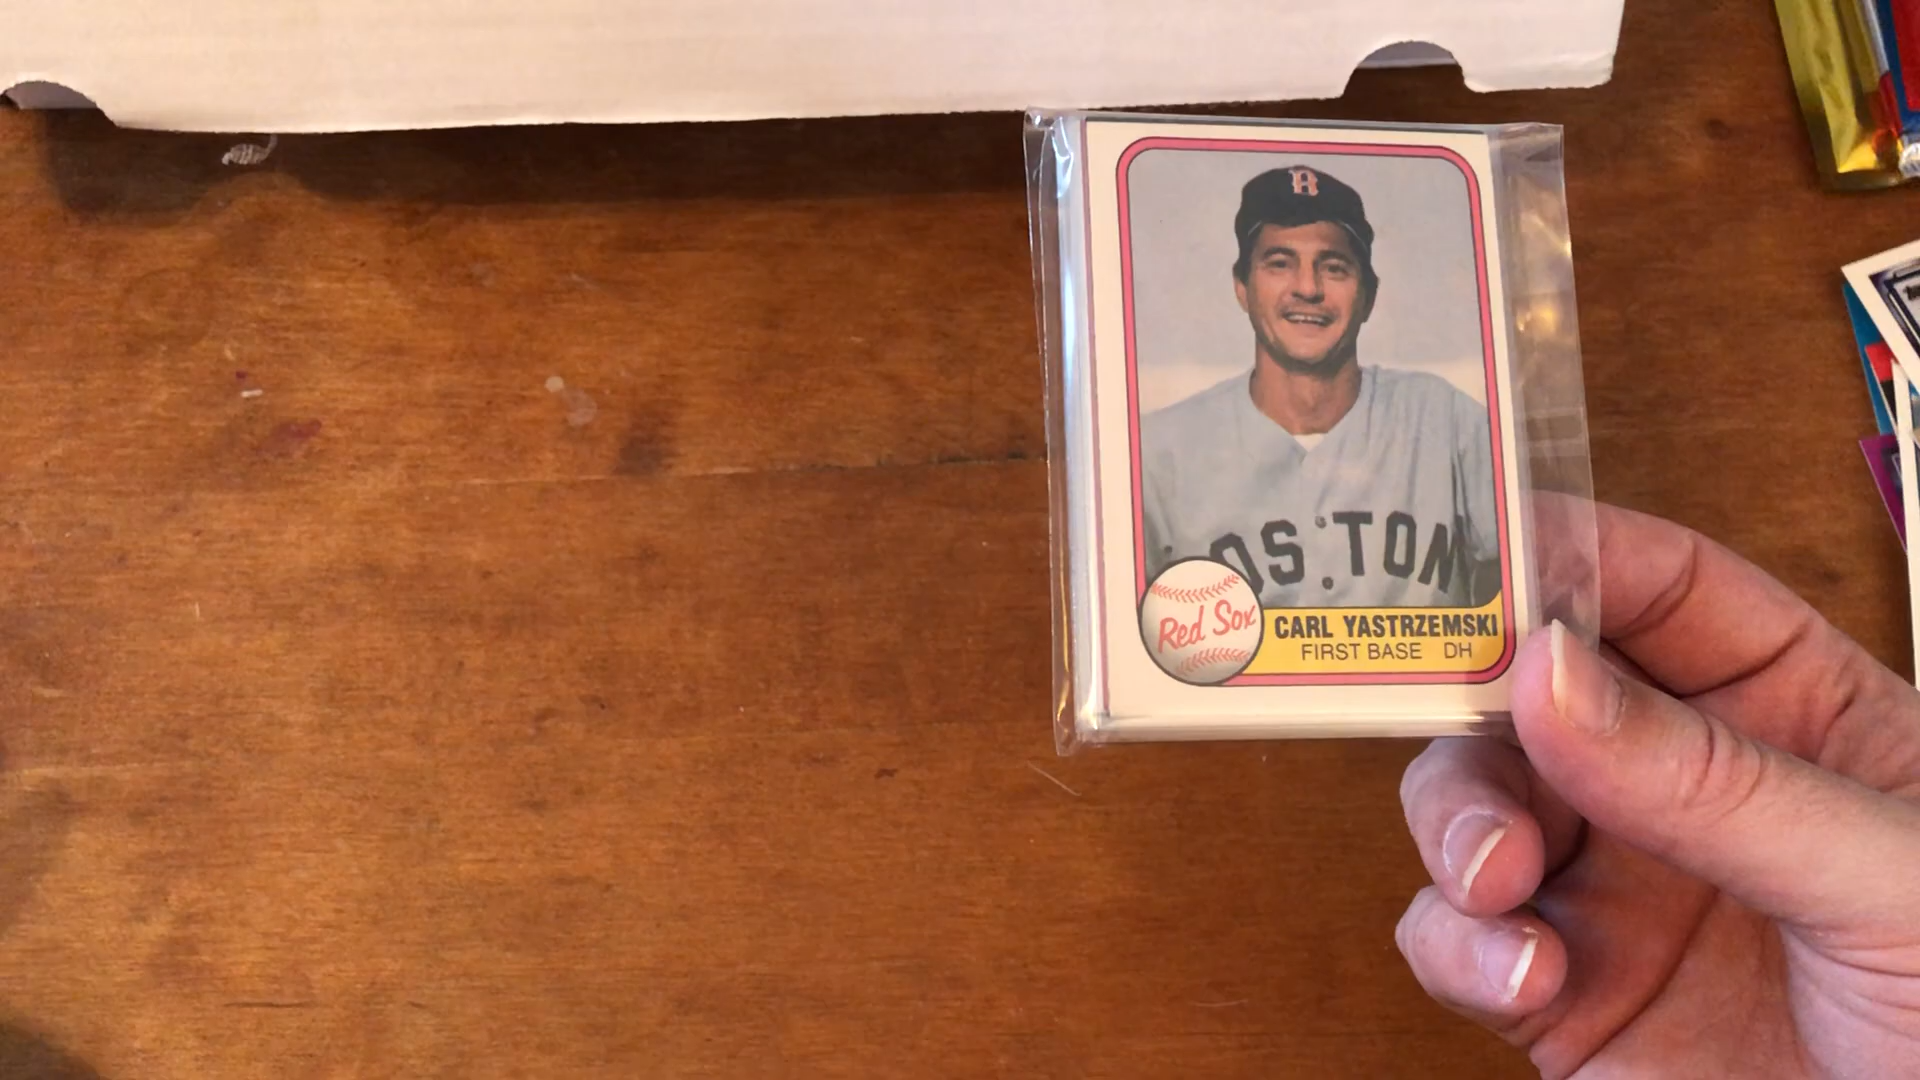 B
OS.TON
Red Sox
CARL YASTRZEMSKI
FIRST BASE DH